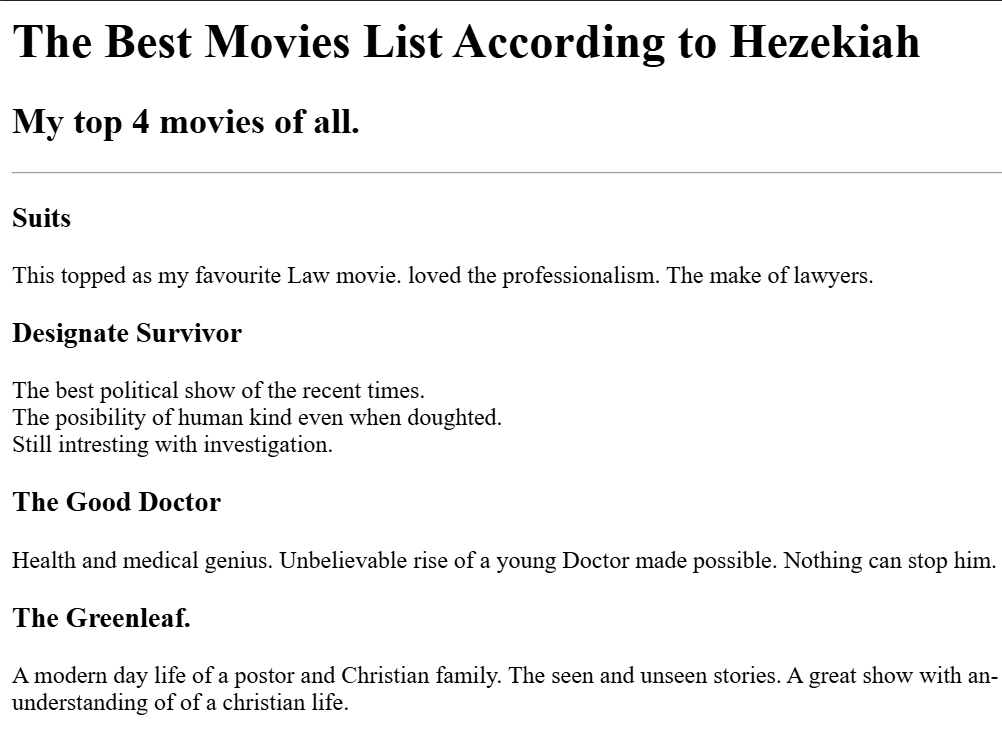 The Best Movies List According to Hezekiah
My top 4 movies of all.
Suits
This topped as my favourite Law movie. loved the professionalism. The make of lawyers.
Designate Survivor
The best political show of the recent times.
The posibility of human kind even when doughted.
Still intresting with investigation.
The Good Doctor
Health and medical genius. Unbelievable rise of a young Doctor made possible. Nothing can stop him.
The Greenleaf.
A modern day life of a postor and Christian family. The seen and unseen stories. A great show with an-
understanding of of a christian life.